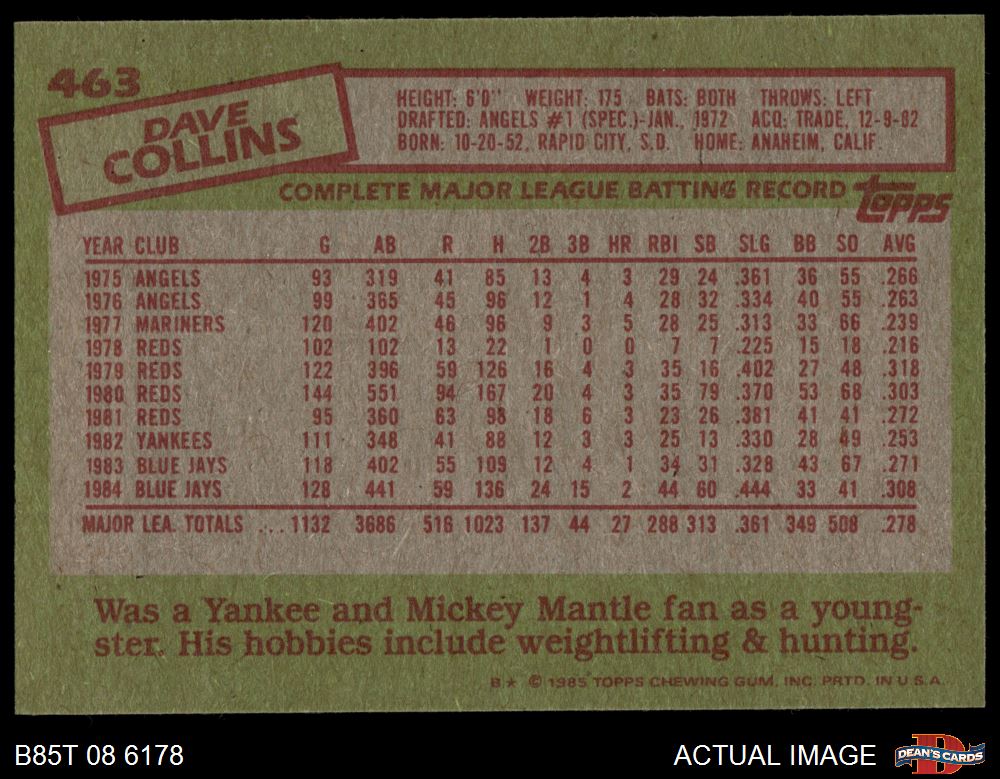 463
DAVE
COLLINS
HEIGHT: 6'0" WEIGHT: 175 BATS: BOTH THROWS: LEFT
DRAFTED: ANGELS #1 (SPEC.)-JAN., 1972 ACQ: TRADE, 12-9-82
BORN: 10-20-52, RAPID CITY, S.D. HOME: ANAHEIM, CALIF.
COMPLETE MAJOR LEAGUE BATTING RECORD topps
YEAR CLUB G AB R H 2B 3B HR RBI SB SLG BB SO AVG
1975 ANGELS 93 319 41 85 13 4 3 29 24 .361 36 55 .266
1976 ANGELS 99 365 45 96 12 1 4 28 32 .334 40 55 .263
1977 MARINERS 120 402 46 96 9 3 5 28 25 .313 33 66 .239
1978 REDS 102 102 13 22 1 0 0 7 7 .225 15 18 .216
1979 REDS 122 396 59 126 16 4 3 35 16 .402 27 48 .318
1980 REDS 144 551 94 167 20 4 3 35 79 .370 53 68 .303
1981 REDS 95 360 63 98 18 6 3 23 26 .381 41 41 .272
1982 YANKEES 111 348 41 88 12 3 3 25 13 .330 28 49 .253
1983 BLUE JAYS 118 402 55 109 12 4 1 34 31 .328 43 67 .271
1984 BLUE JAYS 128 441 59 136 24 15 2 44 60 .444 33 41 .308
MAJOR LEA. TOTALS ... 1132 3686 516 1023 137 44 27 288 313 .361 349 508 .278
Was a Yankee and Mickey Mantle fan as a young-
ster. His hobbies include weightlifting & hunting.
B★ © 1985 TOPPS CHEWING GUM, INC. PRTD. IN U.S.A.
B85T 08 6178 ACTUAL IMAGE DEAN'S CARDS